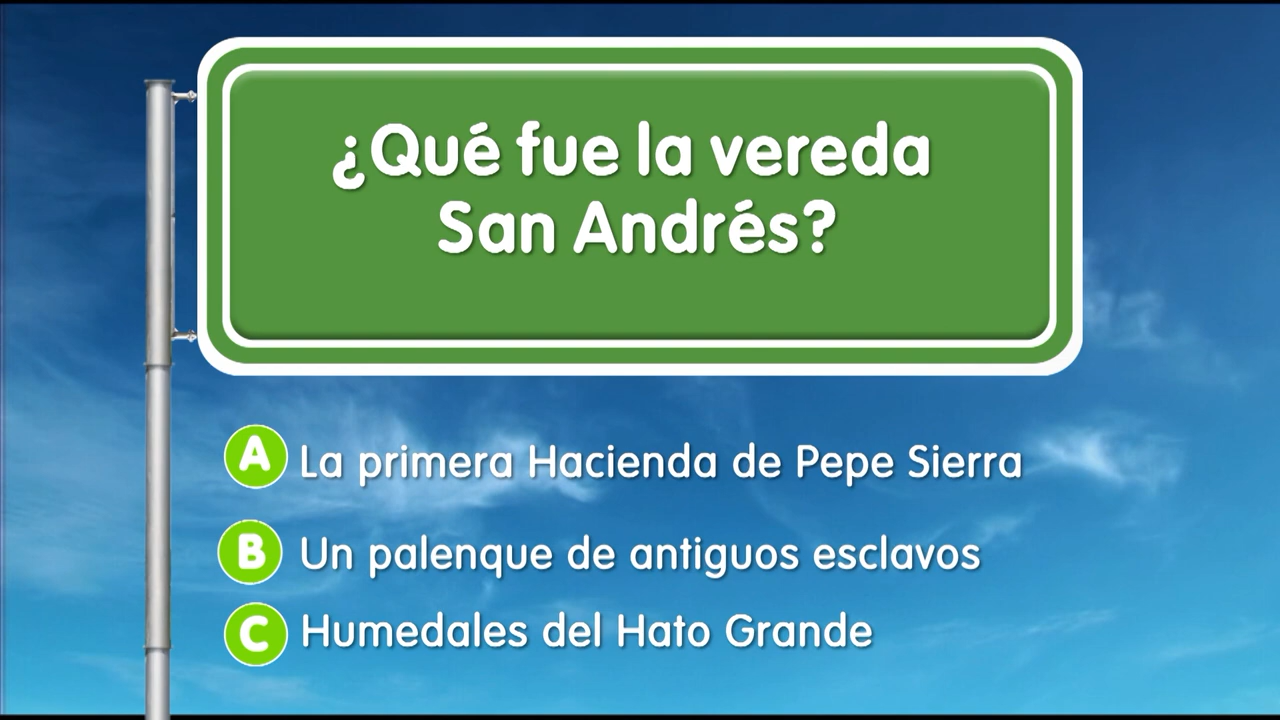 ¿Qué fue la vereda
San Andrés?
A La primera Hacienda de Pepe Sierra
B Un palenque de antiguos esclavos
C Humedales del Hato Grande